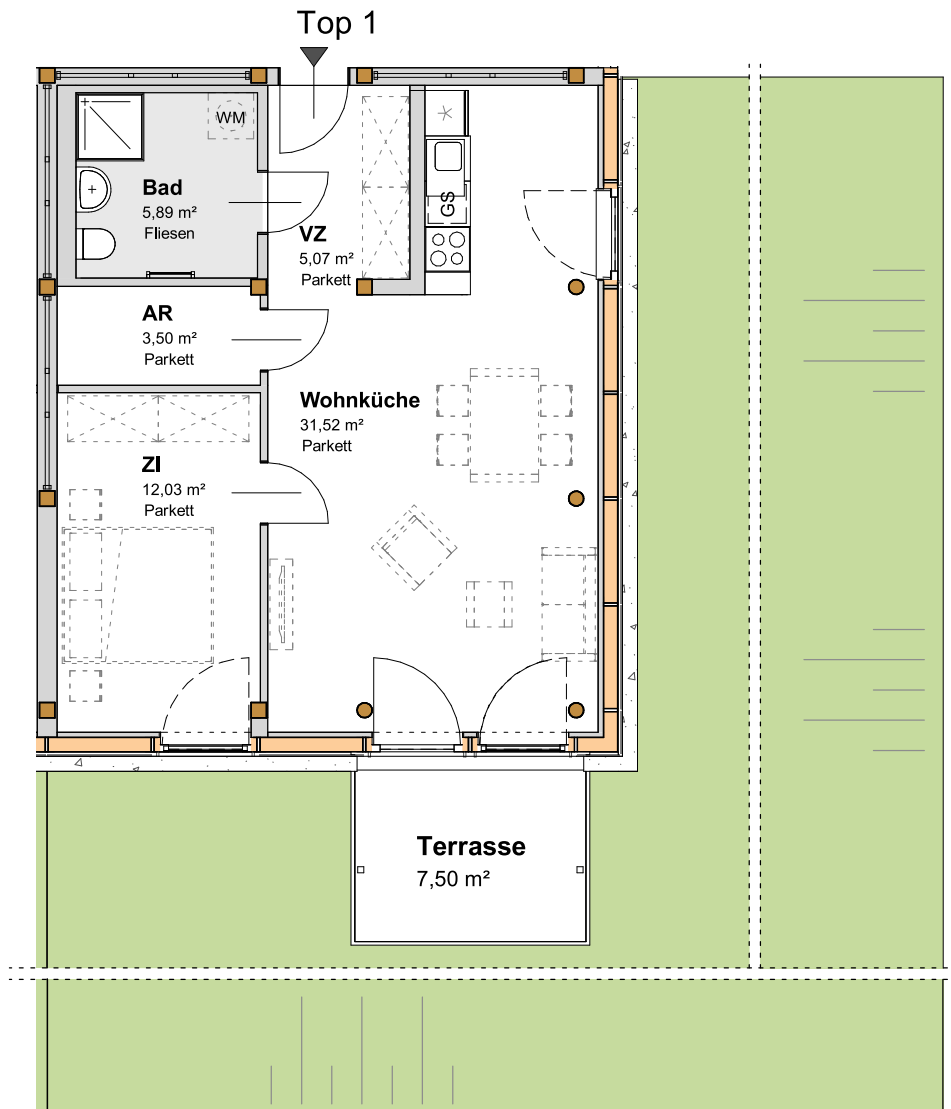 Top 1
WM
Bad
5,89 m²
Fliesen
VZ
5,07 m²
Parkett
GS
AR
3,50 m²
Parkett
Wohnküche
31,52 m²
Parkett
ZI
12,03 m²
Parkett
Terrasse
7,50 m²